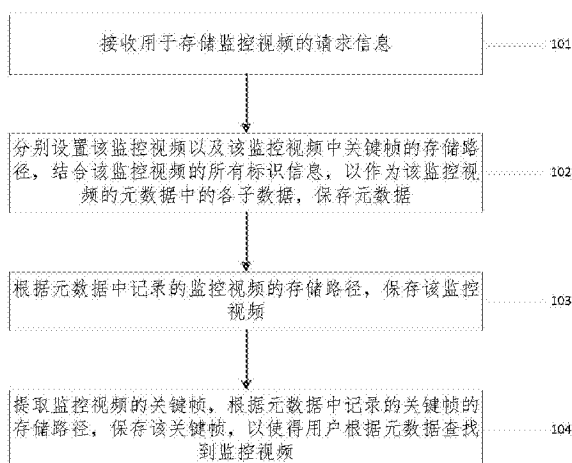 接收用于存储监控视频的请求信息
101
分别设置该监控视频以及该监控视频中关键帧的存储路
径，结合该监控视频的所有标识信息，以作为该监控视
频的元数据中的各子数据，保存元数据
102
根据元数据中记录的监控视频的存储路径，保存该监控
视频
103
提取监控视频的关键帧，根据元数据中记录的关键帧的
存储路径，保存该关键帧，以使得用户根据元数据查找
到监控视频
104